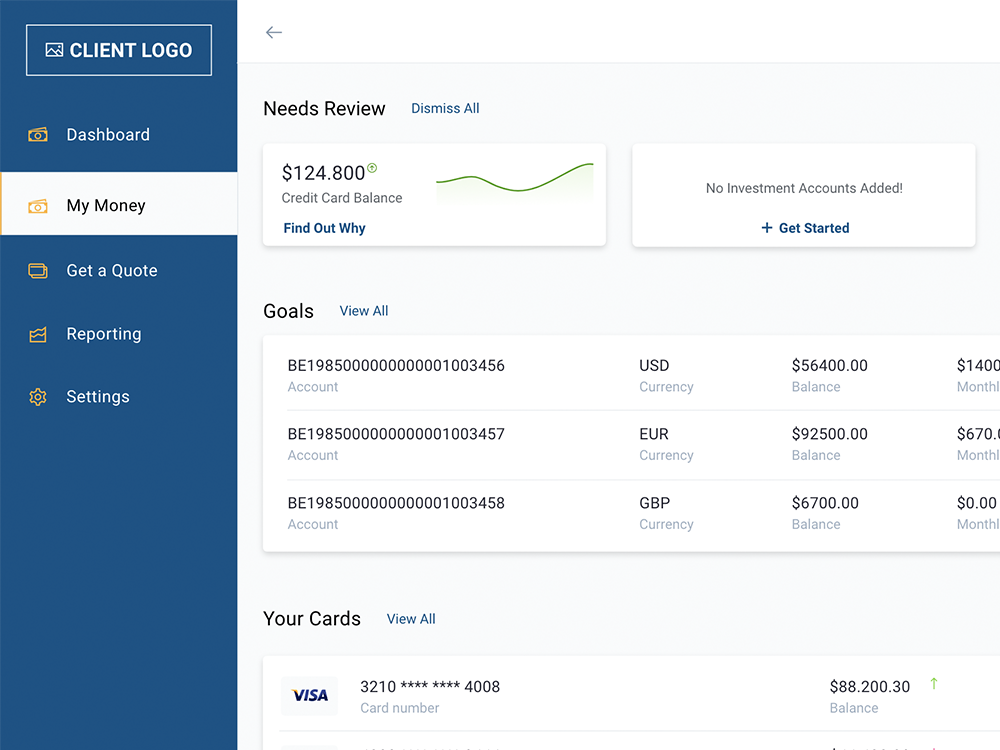 CLIENT LOGO
Dashboard
My Money
Get a Quote
Reporting
Settings
Needs Review
Dismiss All
$124.800
Credit Card Balance
Find Out Why
No Investment Accounts Added!
+ Get Started
Goals
View All
BE1985000000000001003456 USD $56400.00 $1400
Account Currency Balance Monthl
BE1985000000000001003457 EUR $92500.00 $670.
Account Currency Balance Monthl
BE1985000000000001003458 GBP $6700.00 $0.00
Account Currency Balance Monthl
Your Cards
View All
VISA
3210 **** **** 4008 $88.200.30
Card number Balance